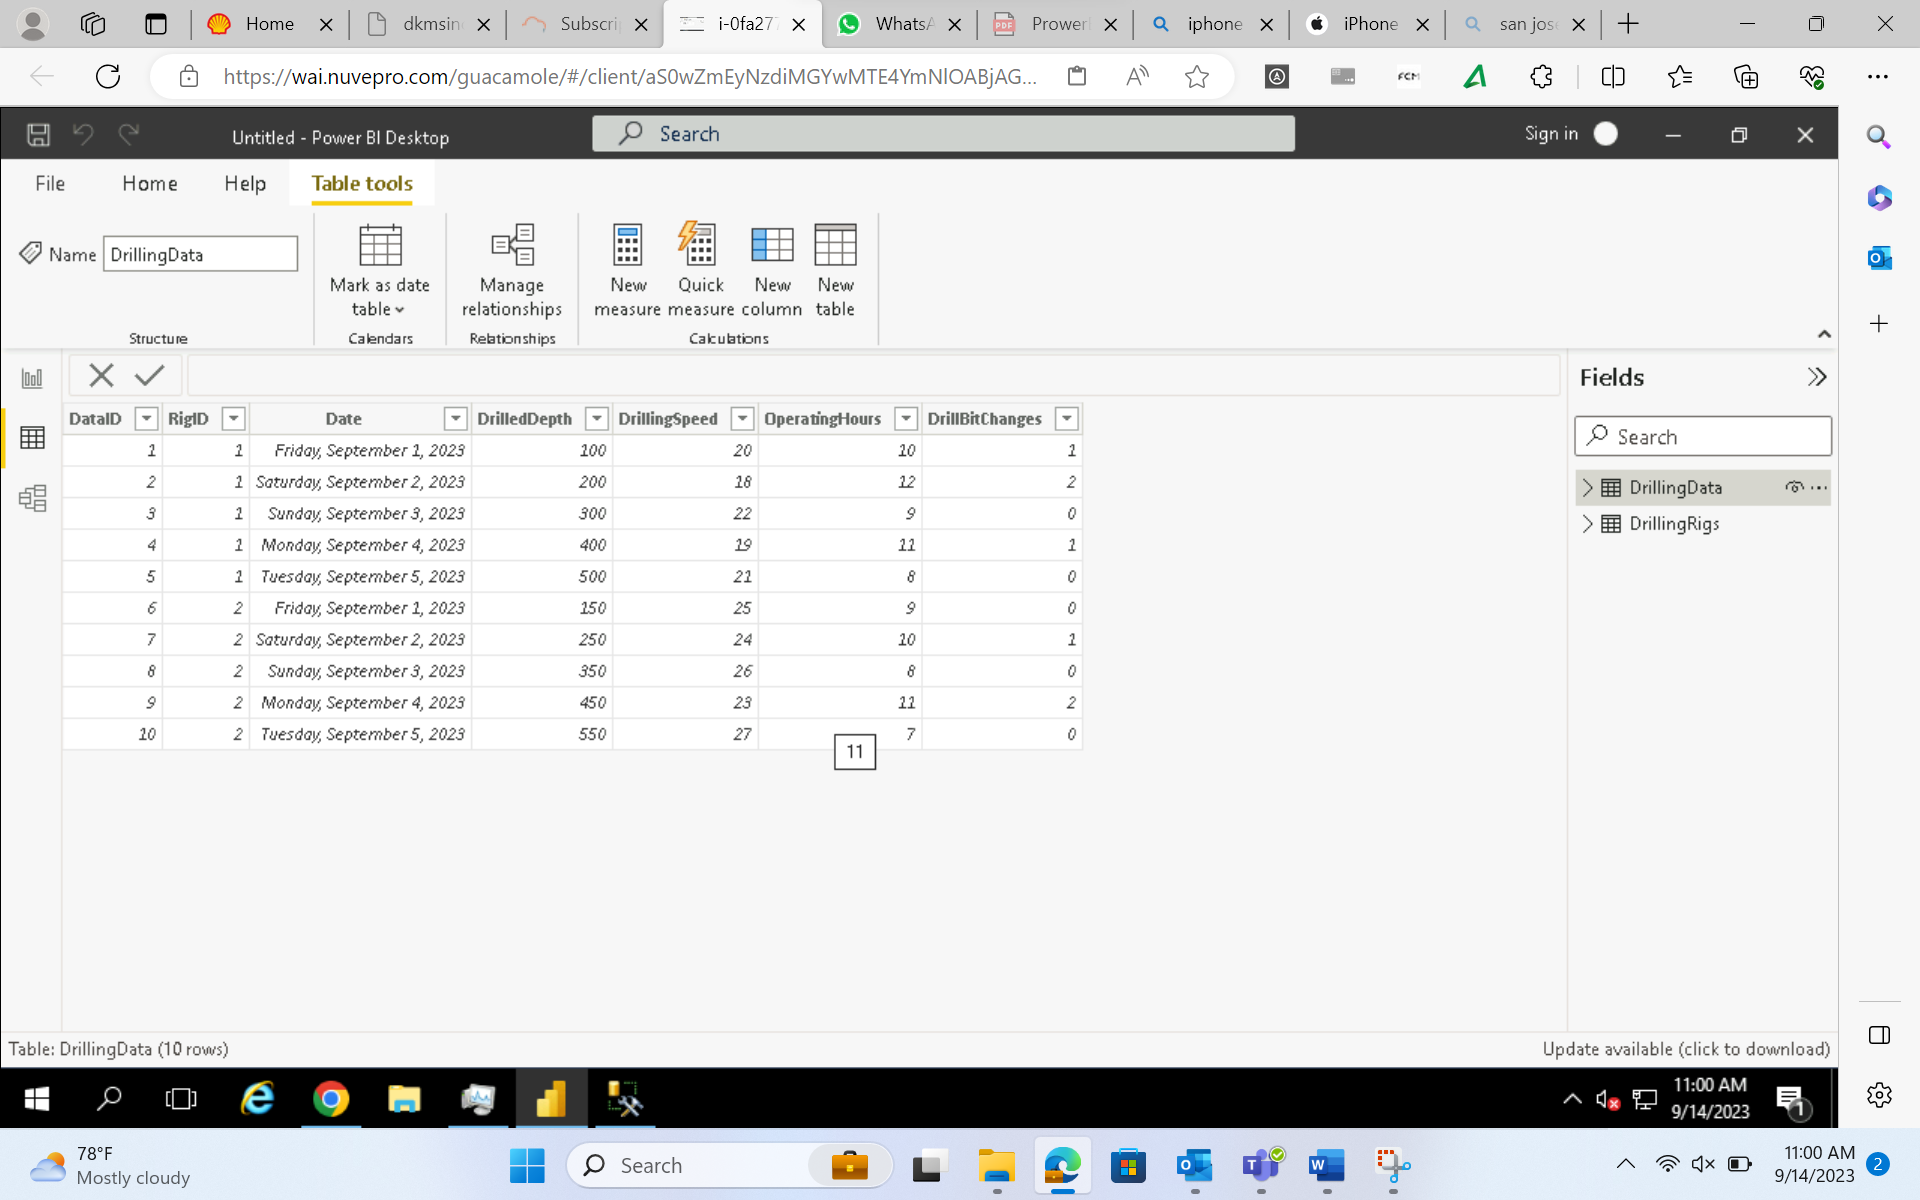 Home
dkmsin
Subscri
i-0fa27
WhatsA
Prower
iphone
iPhone
san jos
https://wai.nuvepro.com/guacamole/#/client/aS0wZmEyNzdiMGYwMTE4YmNlOABjAG...
Untitled - Power BI Desktop
Search
Sign in
File Home Help Table tools
Name DrillingData
Mark as date table
Manage relationships
New measure
Quick measure
New column
New table
Structure Calendars Relationships Calculations
Fields
Search
DrillingData
DrillingRigs
DataID RigID Date DrilledDepth DrillingSpeed OperatingHours DrillBitChanges
1 1 Friday, September 1, 2023 100 20 10 1
2 1 Saturday, September 2, 2023 200 18 12 2
3 1 Sunday, September 3, 2023 300 22 9 0
4 1 Monday, September 4, 2023 400 19 11 1
5 1 Tuesday, September 5, 2023 500 21 8 0
6 2 Friday, September 1, 2023 150 25 9 0
7 2 Saturday, September 2, 2023 250 24 10 1
8 2 Sunday, September 3, 2023 350 26 8 0
9 2 Monday, September 4, 2023 450 23 11 2
10 2 Tuesday, September 5, 2023 550 27 7 0
11
Table: DrillingData (10 rows)
Update available (click to download)
11:00 AM
9/14/2023
1
78°F
Mostly cloudy
Search
11:00 AM
9/14/2023
2